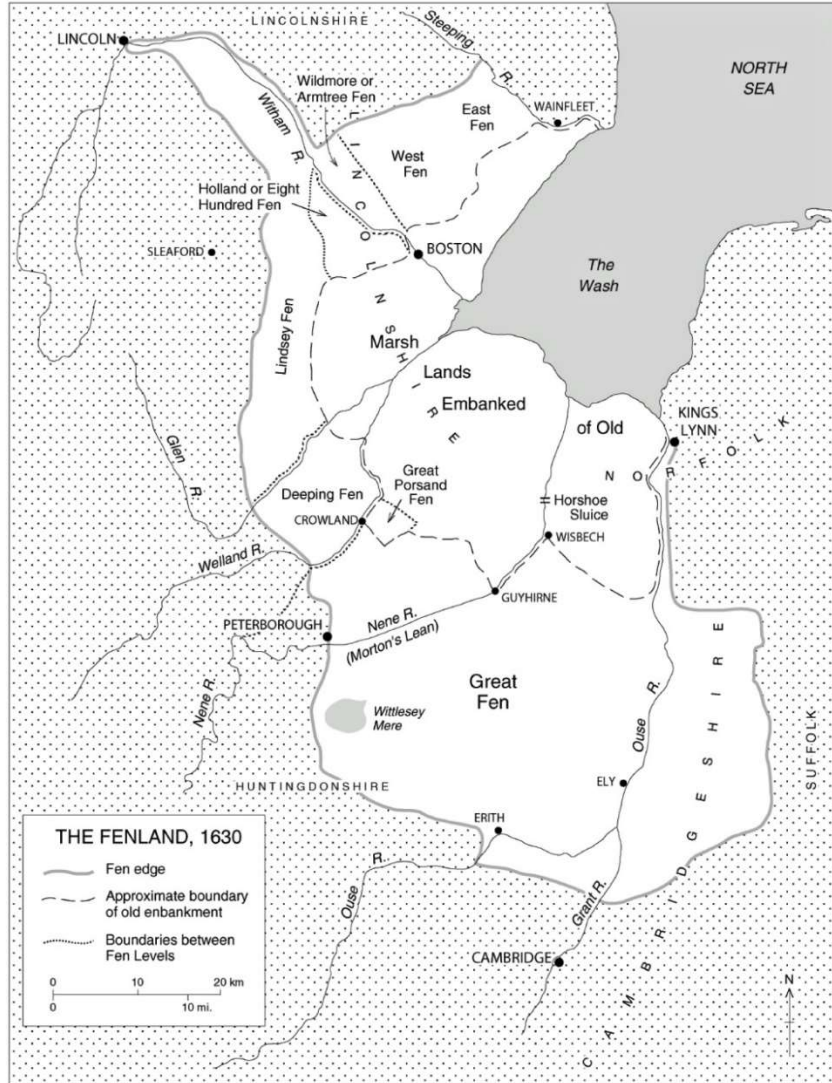 LINCOLNSHIRE
LINCOLN
Steeping
R.
NORTH
SEA
Wildmore or
Armtree Fen
Witham
R.
East
Fen
WAINFLEET
West
Fen
LINCOLNSHIRE
Holland or Eight
Hundred Fen
SLEAFORD
BOSTON
The
Wash
Lindsey Fen
Marsh
Lands
Embanked
of Old
KINGS
LYNN
NORFOLK
Glen
R.
Deeping Fen
Great
Porsand
Fen
Horshoe
Sluice
CROWLAND
WISBECH
Welland R.
GUYHIRNE
PETERBOROUGH
Nene R.
(Morton's Lean)
Nene R.
Great
Fen
Wittlesey
Mere
Ouse
R.
CAMBRIDGESHIRE
SUFFOLK
HUNTINGDONSHIRE
ELY
ERITH
Ouse
R.
Grant R.
CAMBRIDGE
THE FENLAND, 1630
Fen edge
Approximate boundary
of old enbankment
Boundaries between
Fen Levels
0 10 20 km
0 10 mi.
N